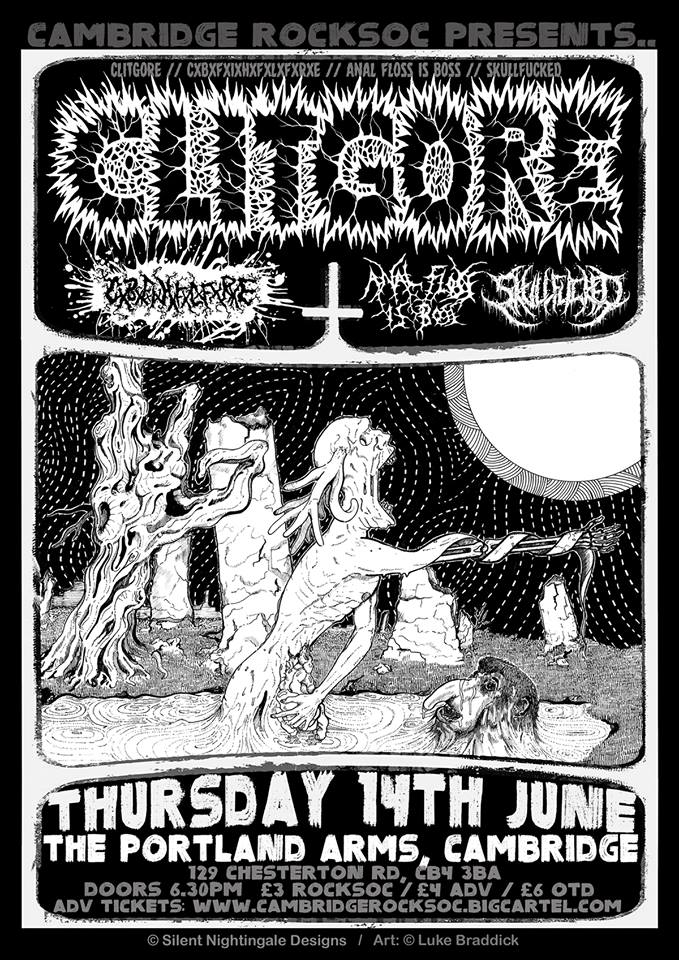 CAMBRIDGE ROCKSOC PRESENTS..
CLITGORE // CXBXFXIXHXFXLXFXRXE // ANAL FLOSS IS BOSS // SKULLFUCKED
CLITGORE
+
ANAL FLOSS
IS BOSS
SKULLFUCKED
THURSDAY 14TH JUNE
THE PORTLAND ARMS, CAMBRIDGE
129 CHESTERTON RD, CB4 3BA
DOORS 6.30PM £3 ROCKSOC / £4 ADV / £6 OTD
ADV TICKETS: WWW.CAMBRIDGEROCKSOC.BIGCARTEL.COM
© Silent Nightingale Designs / Art: © Luke Braddick